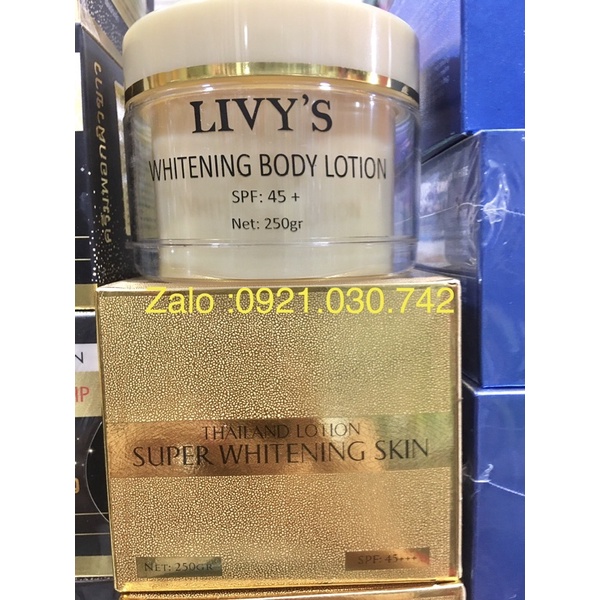 LIVY'S
WHITENING BODY LOTION
SPF: 45 +
Net: 250gr
Zalo :0921.030.742
THAILAND LOTION
SUPER WHITENING SKIN
NET: 250GR
SPF: 45+++